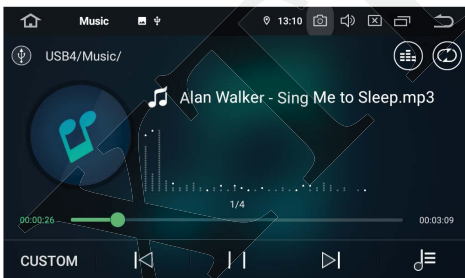 Music
13:10
USB4/Music/
Alan Walker - Sing Me to Sleep.mp3
1/4
00:00:26
00:03:09
CUSTOM